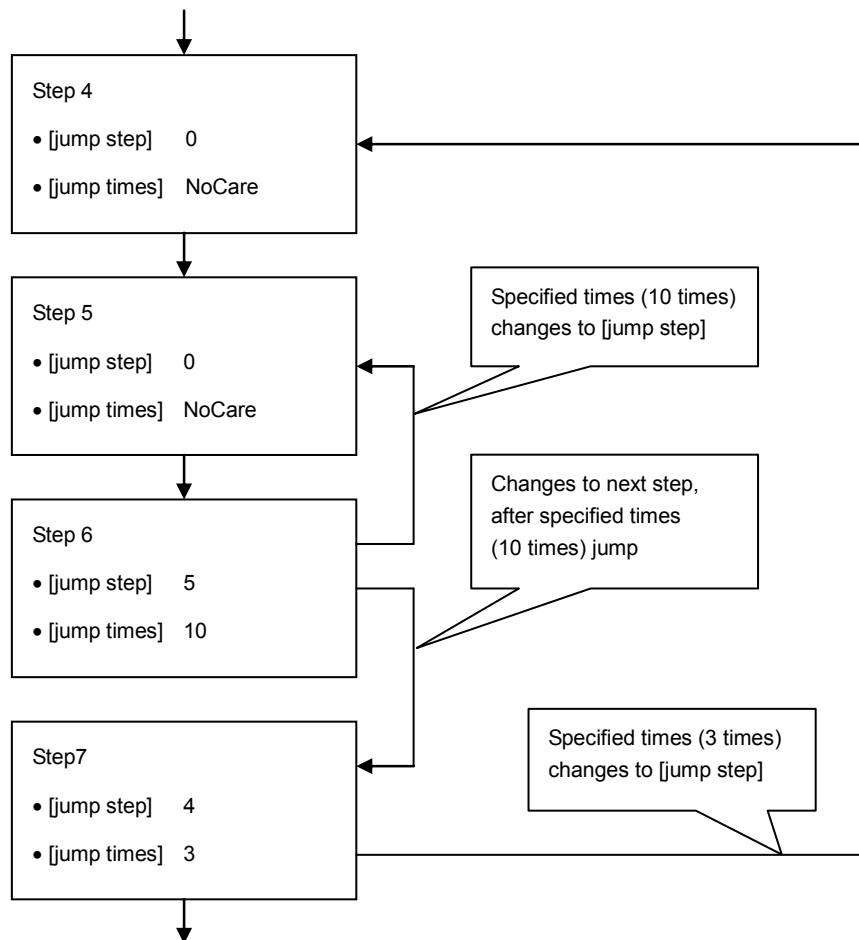 Step 4
• [jump step] 0
• [jump times] NoCare
Step 5
• [jump step] 0
• [jump times] NoCare
Specified times (10 times)
changes to [jump step]
Step 6
• [jump step] 5
• [jump times] 10
Changes to next step,
after specified times
(10 times) jump
Step7
• [jump step] 4
• [jump times] 3
Specified times (3 times)
changes to [jump step]